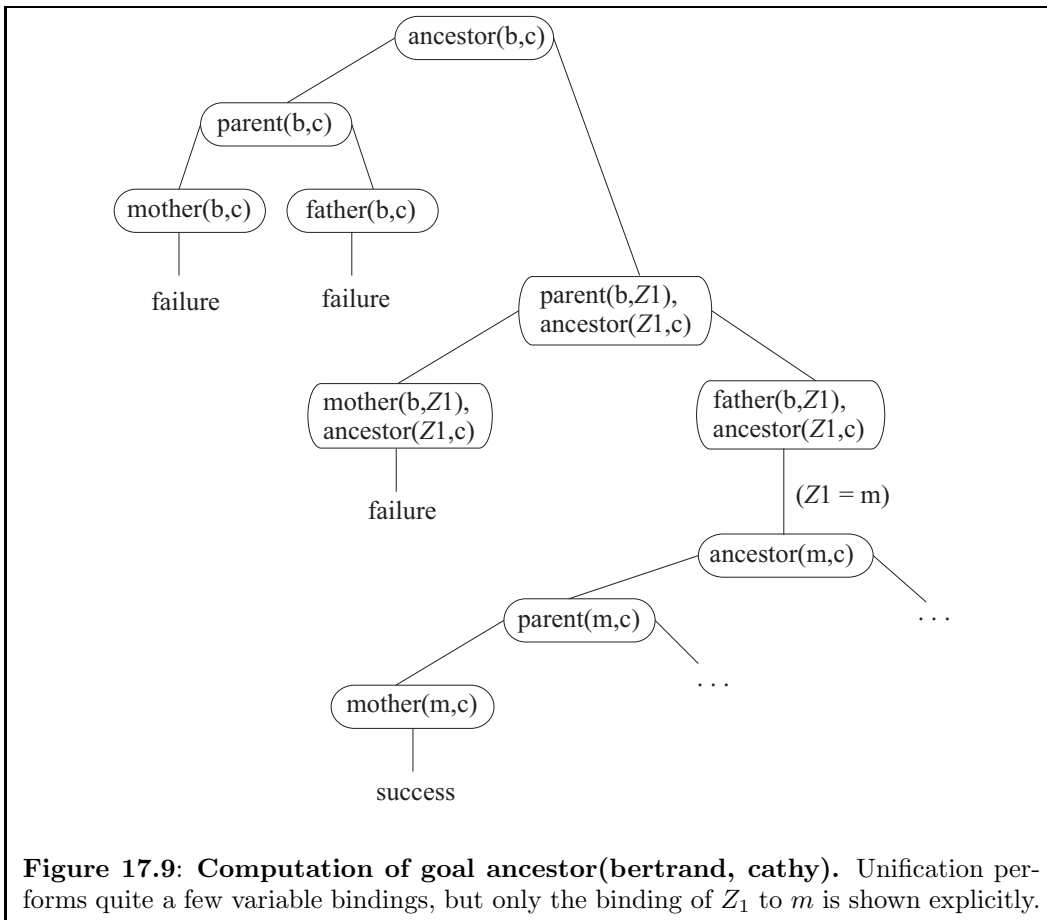 ancestor(b,c)
parent(b,c)
mother(b,c)
father(b,c)
failure
failure
parent(b,Z1),
ancestor(Z1,c)
mother(b,Z1),
ancestor(Z1,c)
father(b,Z1),
ancestor(Z1,c)
failure
(Z1 = m)
ancestor(m,c)
parent(m,c)
. . .
mother(m,c)
. . .
success
Figure 17.9: Computation of goal ancestor(bertrand, cathy). Unification per-
forms quite a few variable bindings, but only the binding of Z₁ to m is shown explicitly.